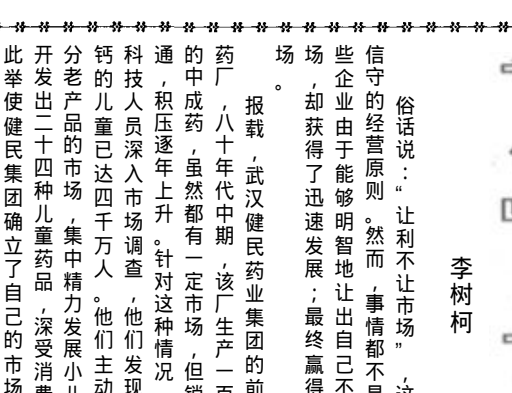 李树柯
俗话说：“让利不让市场”，这
信守的经营原则。然而，事情都不是
些企业由于能够明智地让出自己不
场，却获得了迅速发展；最终赢得
场。
报载，武汉健民药业集团的前
药厂，八十年代中期，该厂生产一百
的中成药，虽然都有一定市场，但销
通，积压逐年上升。针对这种情况
科技人员深入市场调查，他们发现
钙的儿童已达四千万人。他们主动
分老产品的市场，集中精力发展小儿
开发出二十四种儿童药品，深受消费
此举使健民集团确立了自己的市场